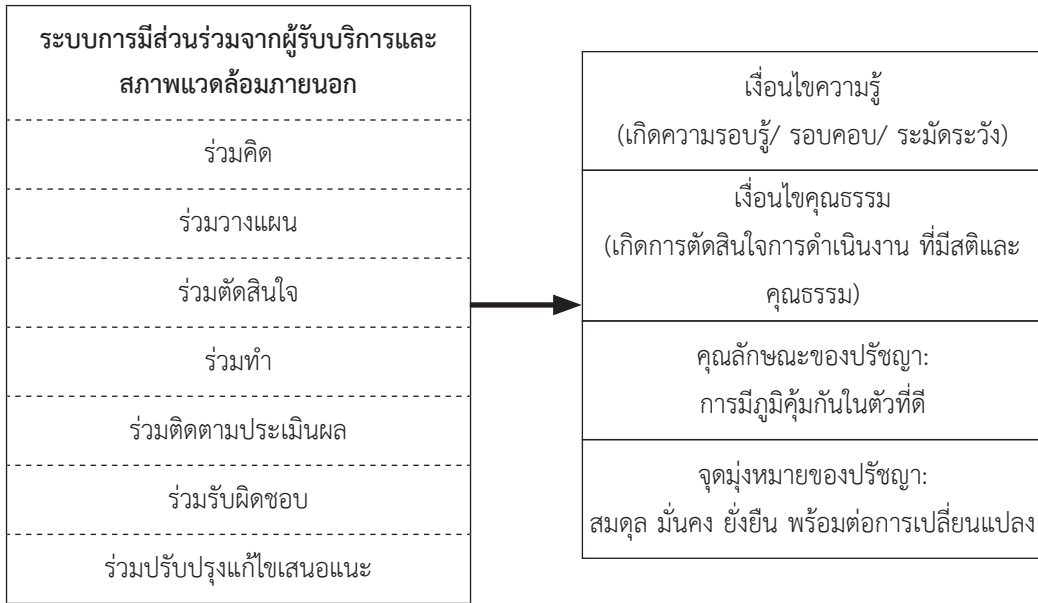 ระบบการมีส่วนร่วมจากผู้รับบริการและ
สภาพแวดล้อมภายนอก
ร่วมคิด
ร่วมวางแผน
ร่วมตัดสินใจ
ร่วมทำ
ร่วมติดตามประเมินผล
ร่วมรับผิดชอบ
ร่วมปรับปรุงแก้ไขเสนอแนะ
เงื่อนไขความรู้
(เกิดความรอบรู้/ รอบคอบ/ ระมัดระวัง)
เงื่อนไขคุณธรรม
(เกิดการตัดสินใจการดำเนินงาน ที่มีสติและ
คุณธรรม)
คุณลักษณะของปรัชญา:
การมีภูมิคุ้มกันในตัวที่ดี
จุดมุ่งหมายของปรัชญา:
สมดุล มั่นคง ยั่งยืน พร้อมต่อการเปลี่ยนแปลง